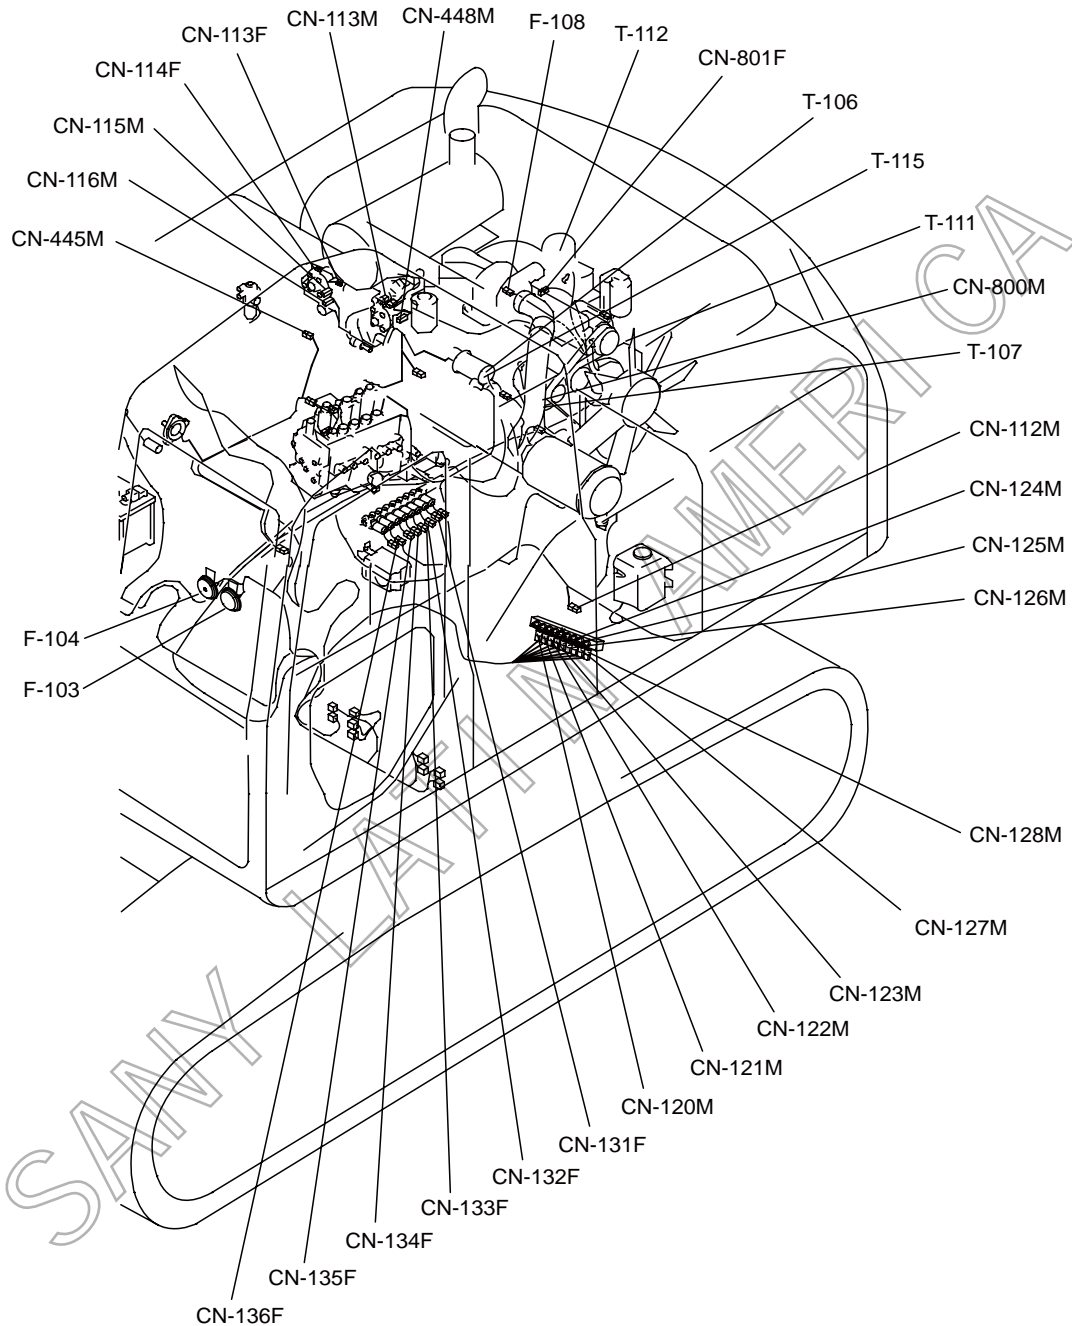 CN-113M
CN-448M
F-108
T-112
CN-113F
CN-801F
CN-114F
T-106
CN-115M
T-115
CN-116M
T-111
CN-445M
CN-800M
T-107
CN-112M
CN-124M
CN-125M
CN-126M
F-104
F-103
CN-128M
CN-127M
CN-123M
CN-122M
CN-121M
CN-120M
CN-131F
CN-132F
CN-133F
CN-134F
CN-135F
CN-136F
SANY LATIN AMERICA